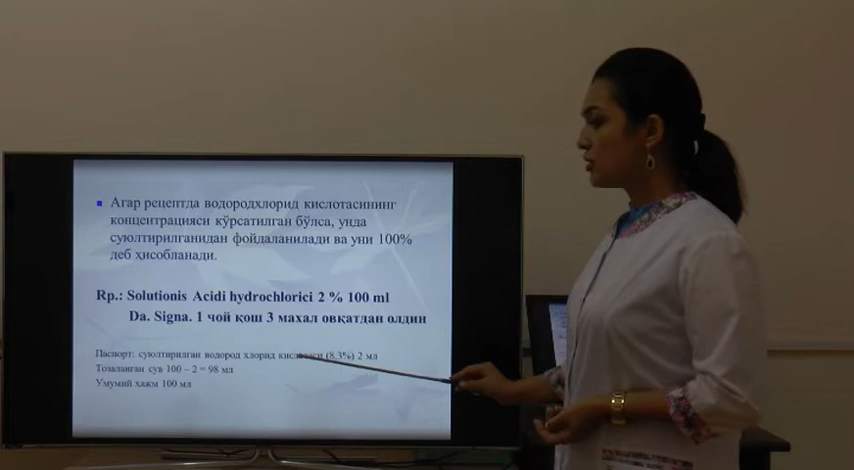 Агар рецептда водородхлорид кислотасининг
концентрацияси кўрсатилган бўлса, унда
суюлтирилганидан фойдаланилади ва уни 100%
деб ҳисобланади.
Rp.: Solutionis Acidi hydrochlorici 2 % 100 ml
Da. Signa. 1 чой қош 3 махал овқатдан олдин
Паспорт: суюлтирилган водород хлорид (8,3%) 2 мл
Тозаланган сув 100 – 2 = 98 мл
Умумий ҳажм 100 мл